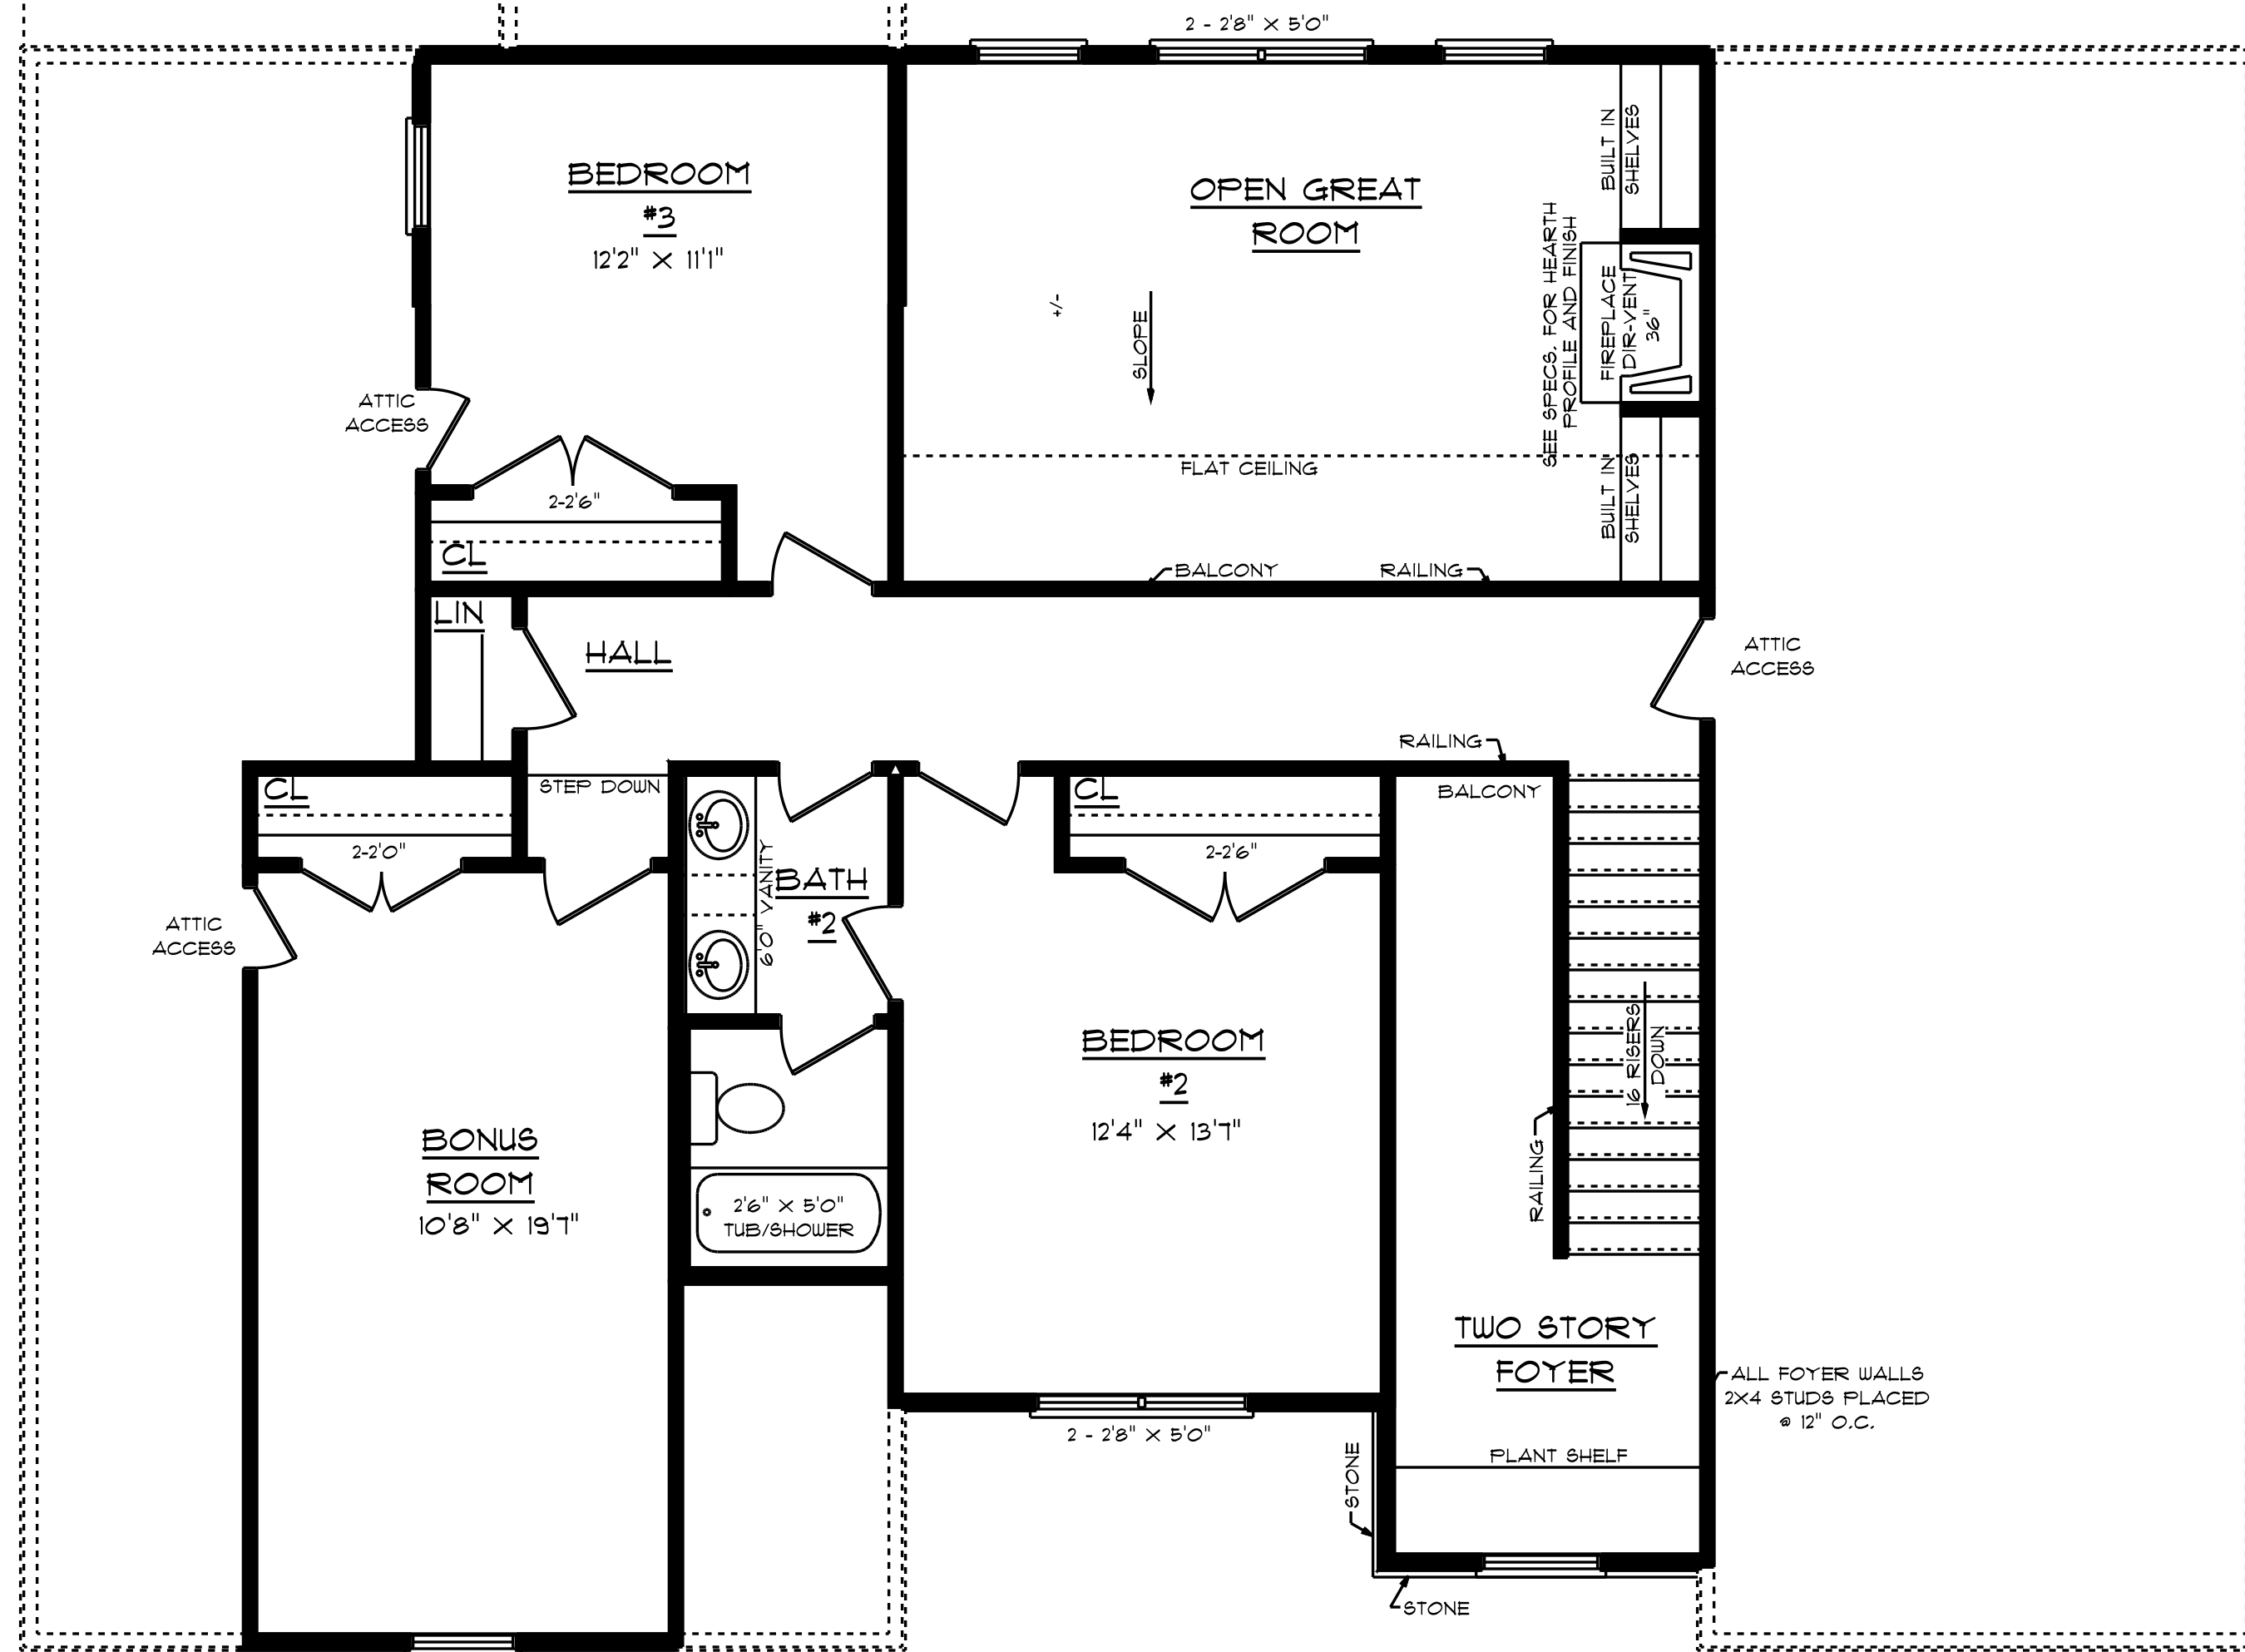 2 - 2'8" X 5'0"
BEDROOM
#3
12'2" X 11'1"
OPEN GREAT
ROOM
BUILT IN
SHELVES
SEE SPECS. FOR HEARTH
PROFILE AND FINISH
FIREPLACE
DIR-VENT
36"
+/-
SLOPE
ATTIC
ACCESS
FLAT CEILING
BUILT IN
SHELVES
2-2'6"
CL
BALCONY
RAILING
LIN
HALL
ATTIC
ACCESS
RAILING
CL
STEP DOWN
CL
BALCONY
2-2'0"
6'0" VANITY
BATH
#2
2-2'6"
ATTIC
ACCESS
BEDROOM
#2
12'4" X 13'7"
16 RISERS
DOWN
RAILING
BONUS
ROOM
10'8" X 19'7"
2'6" X 5'0"
TUB/SHOWER
TWO STORY
FOYER
ALL FOYER WALLS
2X4 STUDS PLACED
@ 12" O.C.
2 - 2'8" X 5'0"
STONE
PLANT SHELF
STONE